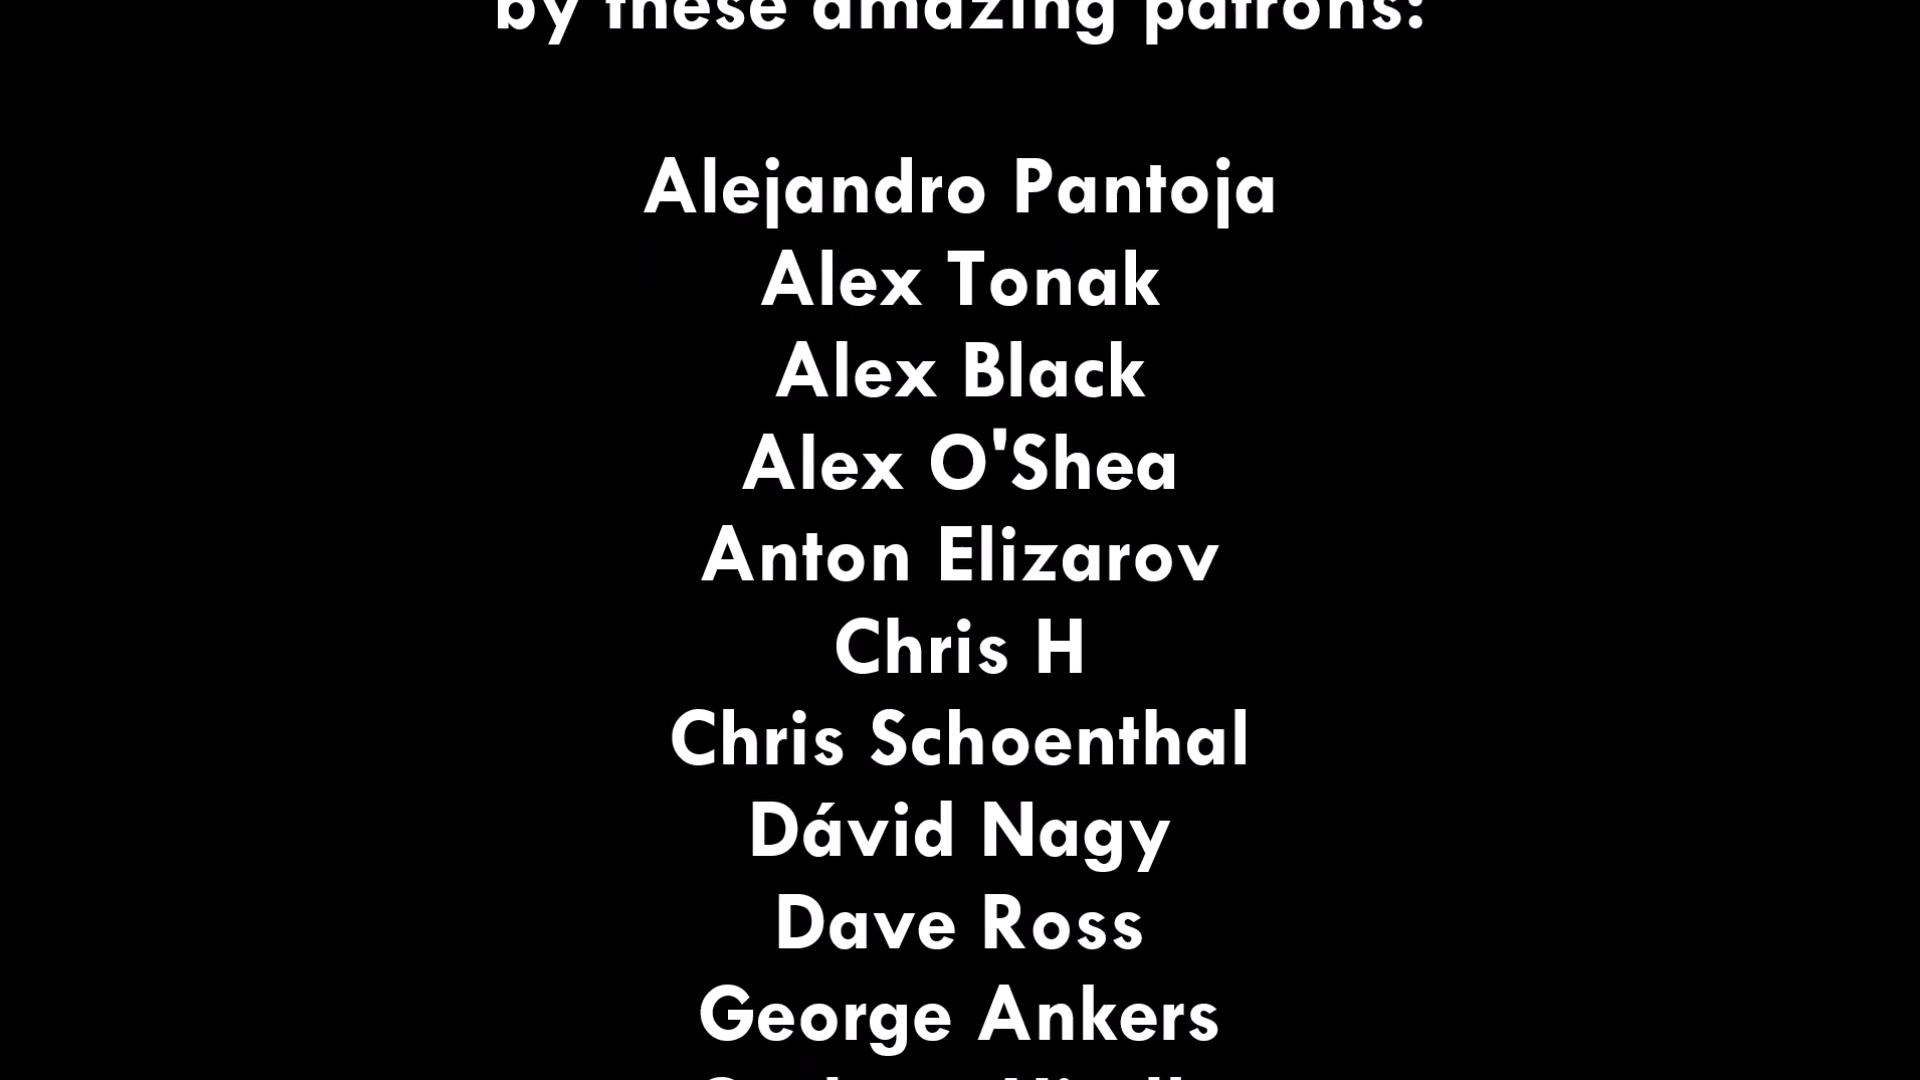 by these amazing patrons:
Alejandro Pantoja
Alex Tonak
Alex Black
Alex O'Shea
Anton Elizarov
Chris H
Chris Schoenthal
Dávid Nagy
Dave Ross
George Ankers